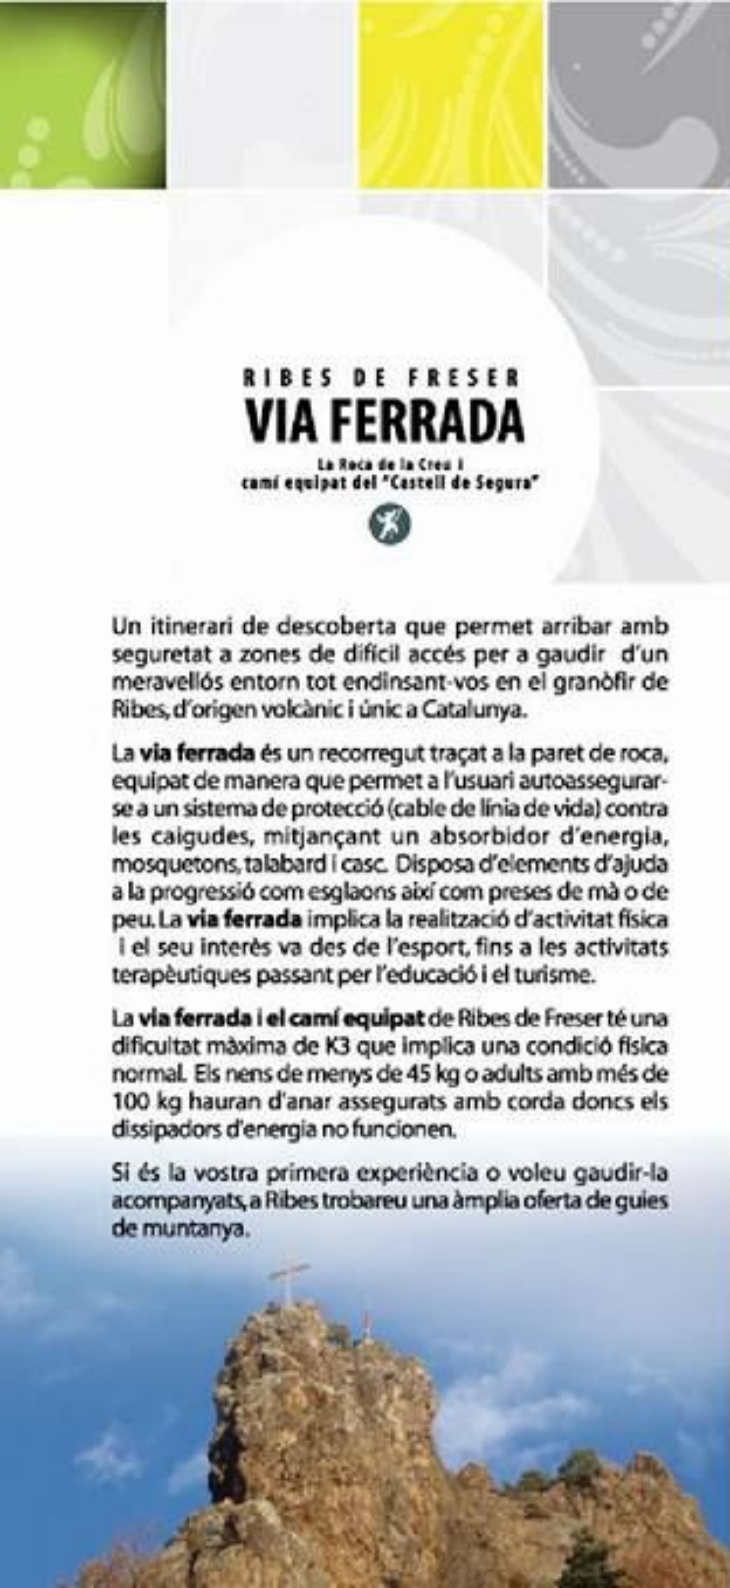 RIBES DE FRESER
VIA FERRADA
La Roca de la Creu i
camí equipat del "Castell de Segura"
Un itinerari de descoberta que permet arribar amb
seguretat a zones de difícil accés per a gaudir d'un
meravellós entorn tot endinsant-vos en el granòfir de
Ribes, d'origen volcànic i únic a Catalunya.
La via ferrada és un recorregut traçat a la paret de roca,
equipat de manera que permet a l'usuari autoassegurar-
se a un sistema de protecció (cable de línia de vida) contra
les caigudes, mitjançant un absorbidor d'energia,
mosquetons, talabard i casc. Disposa d'elements d'ajuda
a la progressió com esglaons així com preses de mà o de
peu. La via ferrada implica la realització d'activitat física
i el seu interès va des de l'esport, fins a les activitats
terapèutiques passant per l'educació i el turisme.
La via ferrada i el camí equipat de Ribes de Freser té una
dificultat màxima de K3 que implica una condició física
normal. Els nens de menys de 45 kg o adults amb més de
100 kg hauran d'anar assegurats amb corda doncs els
dissipadors d'energia no funcionen.
Si és la vostra primera experiència o voleu gaudir-la
acompanyats, a Ribes trobareu una àmplia oferta de guies
de muntanya.